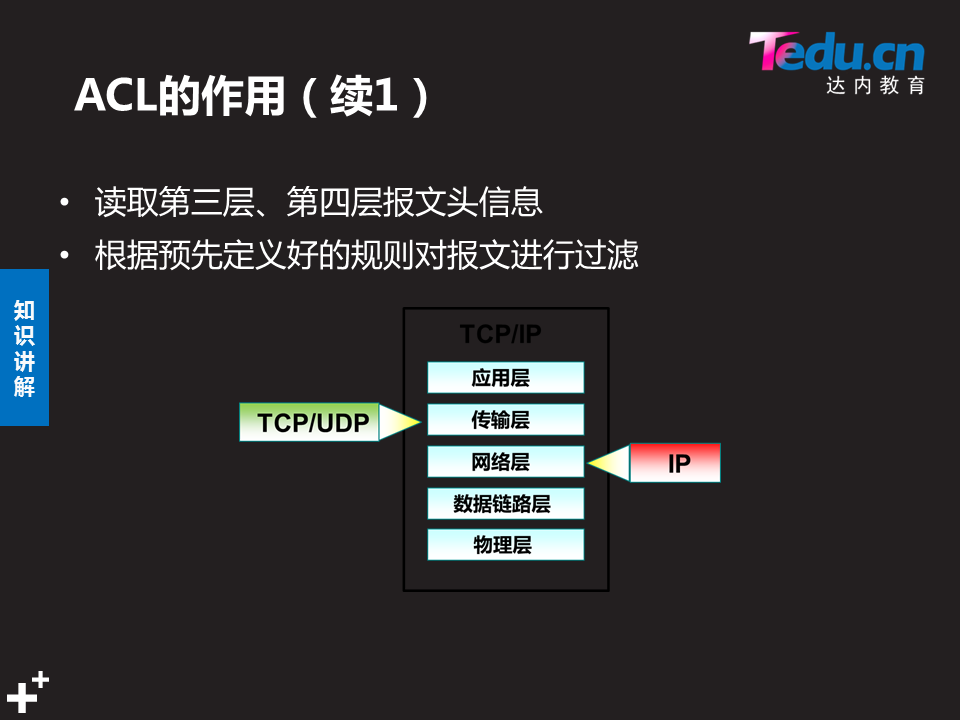 Tedu.cn
达内教育
ACL的作用（续1）
• 读取第三层、第四层报文头信息
• 根据预先定义好的规则对报文进行过滤
知
识
讲
解
TCP/IP
应用层
TCP/UDP
传输层
网络层
IP
数据链路层
物理层